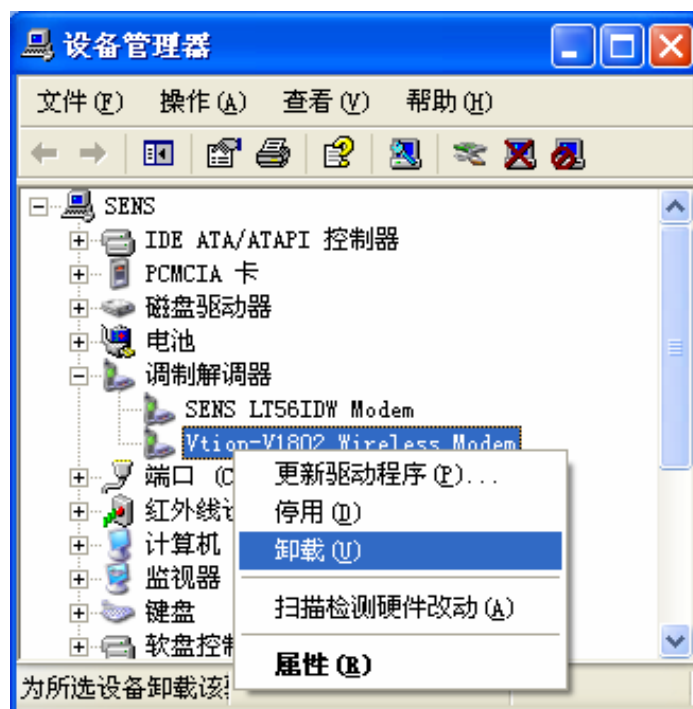 设备管理器
文件(F) 操作(A) 查看(V) 帮助(H)
SENS
IDE ATA/ATAPI 控制器
PCMCIA 卡
磁盘驱动器
电池
调制解调器
SENS LT56IDW Modem
Vtion-V1802 Wireless Modem
端口 (C
红外线
计算机
监视器
键盘
软盘控制
更新驱动程序(P)...
停用(D)
卸载(U)
扫描检测硬件改动(A)
属性(R)
为所选设备卸载该